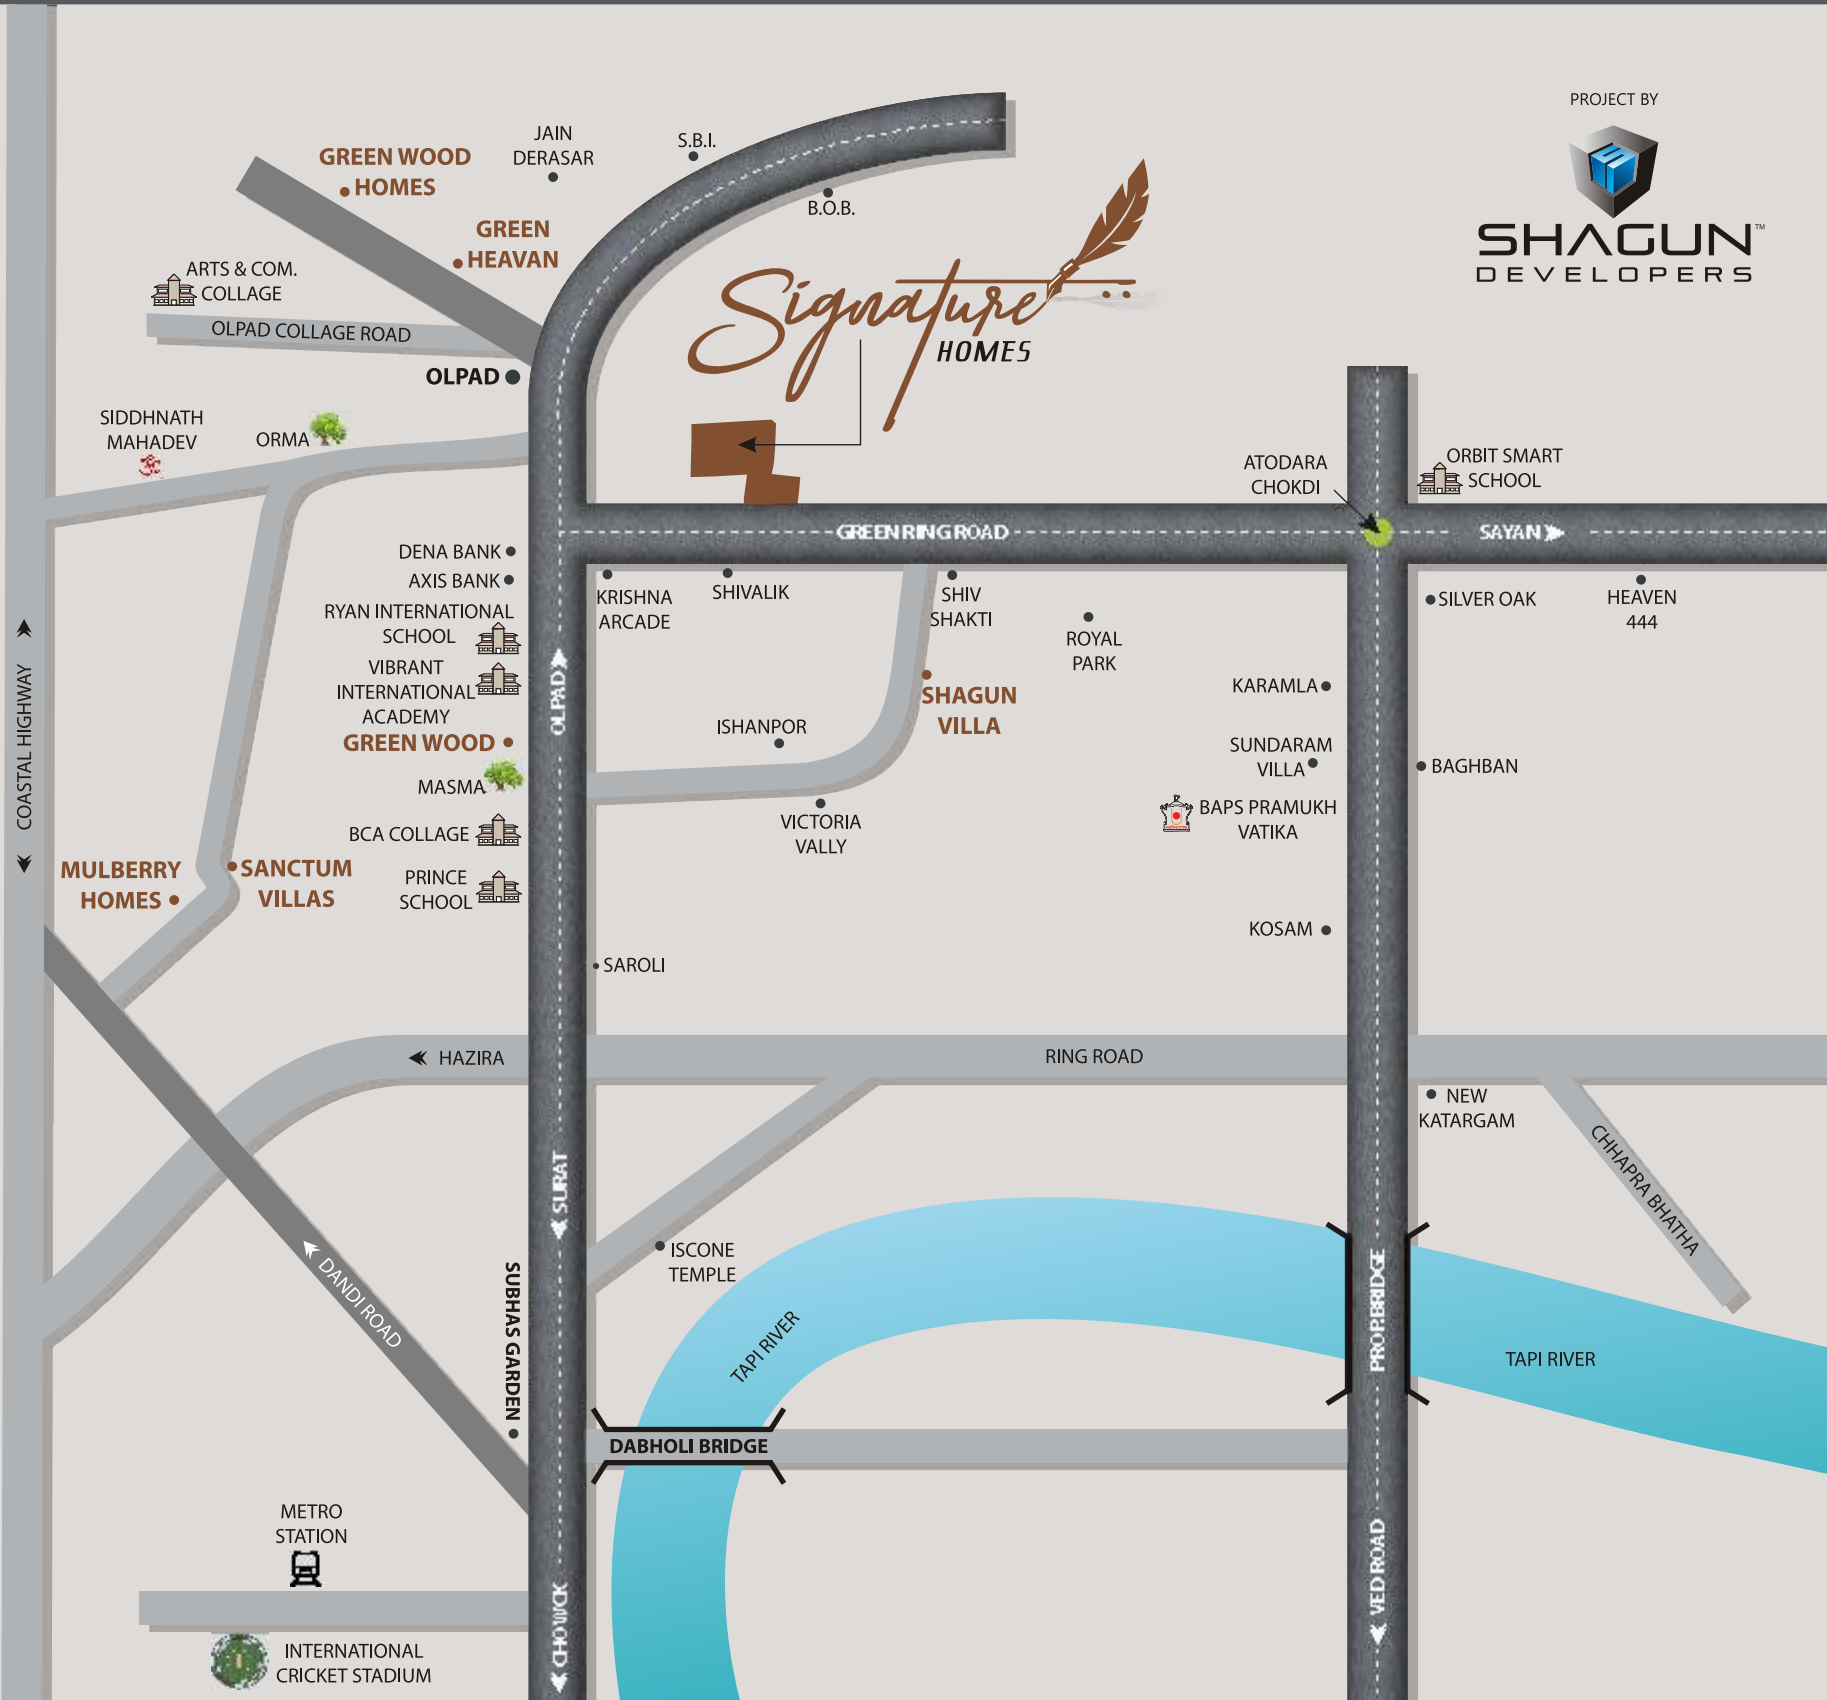 PROJECT BY
SHAGUN™
DEVELOPERS
Signature
HOMES
GREEN WOOD
HOMES
JAIN
DERASAR
S.B.I.
B.O.B.
GREEN
HEAVAN
ARTS & COM.
COLLAGE
OLPAD COLLAGE ROAD
OLPAD
SIDDHNATH
MAHADEV
ORMA
ATODARA
CHOKDI
ORBIT SMART
SCHOOL
GREEN RING ROAD
SAYAN
DENA BANK
AXIS BANK
RYAN INTERNATIONAL
SCHOOL
VIBRANT
INTERNATIONAL
ACADEMY
GREEN WOOD
MASMA
BCA COLLAGE
PRINCE
SCHOOL
KRISHNA
ARCADE
SHIVALIK
SHIV
SHAKTI
ROYAL
PARK
SILVER OAK
HEAVEN
444
OLPAD
SHAGUN
VILLA
ISHANPOR
VICTORIA
VALLY
KARAMLA
SUNDARAM
VILLA
BAGHBAN
BAPS PRAMUKH
VATIKA
COASTAL HIGHWAY
MULBERRY
HOMES
SANCTUM
VILLAS
SAROLI
KOSAM
HAZIRA
RING ROAD
NEW
KATARGAM
CHHAPRA BHATHA
SURAT
ISCONE
TEMPLE
DANDI ROAD
SUBHAS GARDEN
TAPI RIVER
PROP.BRIDGE
TAPI RIVER
DABHOLI BRIDGE
METRO
STATION
CHOWCK
VED ROAD
INTERNATIONAL
CRICKET STADIUM